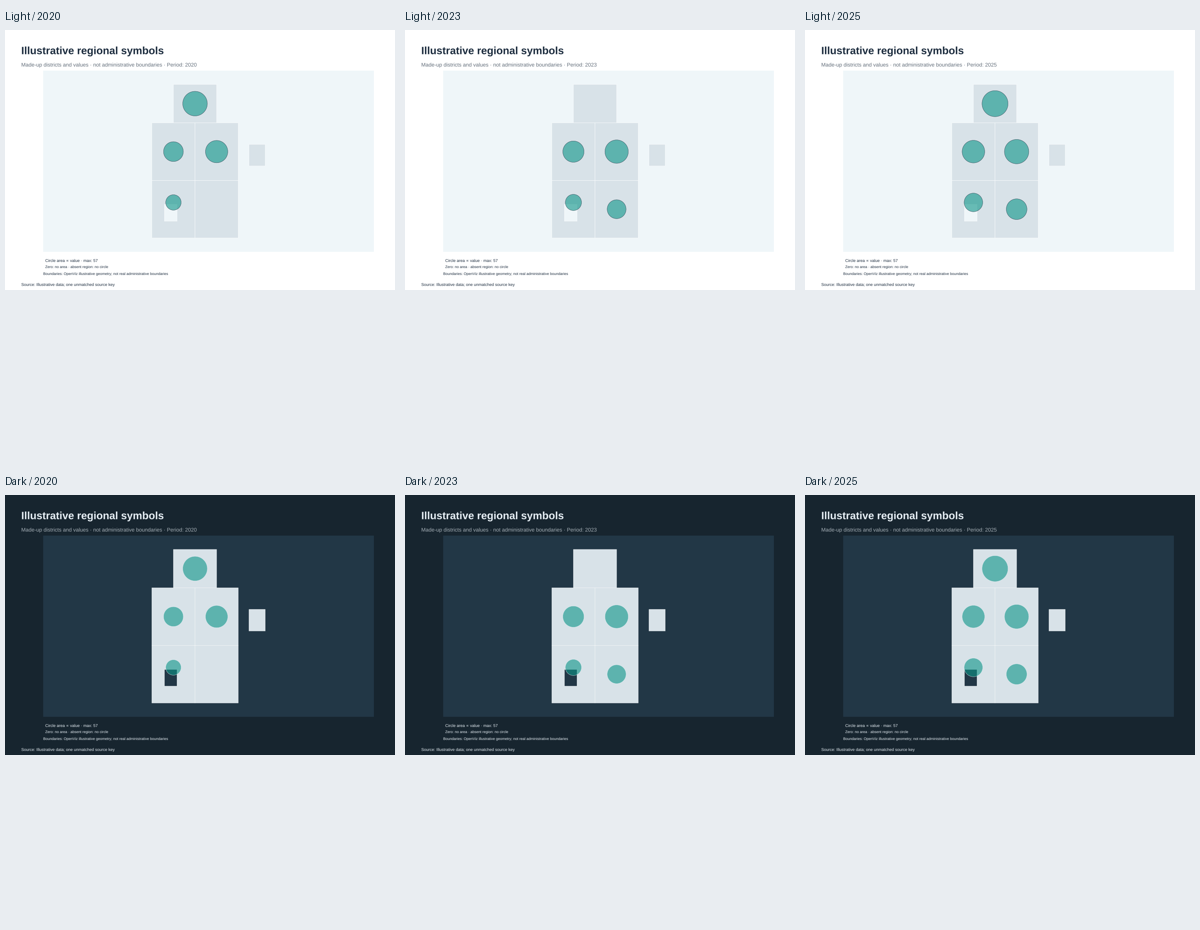 Light / 2020
Illustrative regional symbols
Made-up districts and values · not administrative boundaries · Period: 2020
Circle area ∝ value · max: 57
Zero: no area · absent region: no circle
Boundaries: OpenVis illustrative geometry; not real administrative boundaries
Source: Illustrative data; one unmatched source key
Light / 2023
Illustrative regional symbols
Made-up districts and values · not administrative boundaries · Period: 2023
Circle area ∝ value · max: 57
Zero: no area · absent region: no circle
Boundaries: OpenVis illustrative geometry; not real administrative boundaries
Source: Illustrative data; one unmatched source key
Light / 2025
Illustrative regional symbols
Made-up districts and values · not administrative boundaries · Period: 2025
Circle area ∝ value · max: 57
Zero: no area · absent region: no circle
Boundaries: OpenVis illustrative geometry; not real administrative boundaries
Source: Illustrative data; one unmatched source key
Dark / 2020
Illustrative regional symbols
Made-up districts and values · not administrative boundaries · Period: 2020
Circle area ∝ value · max: 57
Zero: no area · absent region: no circle
Boundaries: OpenVis illustrative geometry; not real administrative boundaries
Source: Illustrative data; one unmatched source key
Dark / 2023
Illustrative regional symbols
Made-up districts and values · not administrative boundaries · Period: 2023
Circle area ∝ value · max: 57
Zero: no area · absent region: no circle
Boundaries: OpenVis illustrative geometry; not real administrative boundaries
Source: Illustrative data; one unmatched source key
Dark / 2025
Illustrative regional symbols
Made-up districts and values · not administrative boundaries · Period: 2025
Circle area ∝ value · max: 57
Zero: no area · absent region: no circle
Boundaries: OpenVis illustrative geometry; not real administrative boundaries
Source: Illustrative data; one unmatched source key